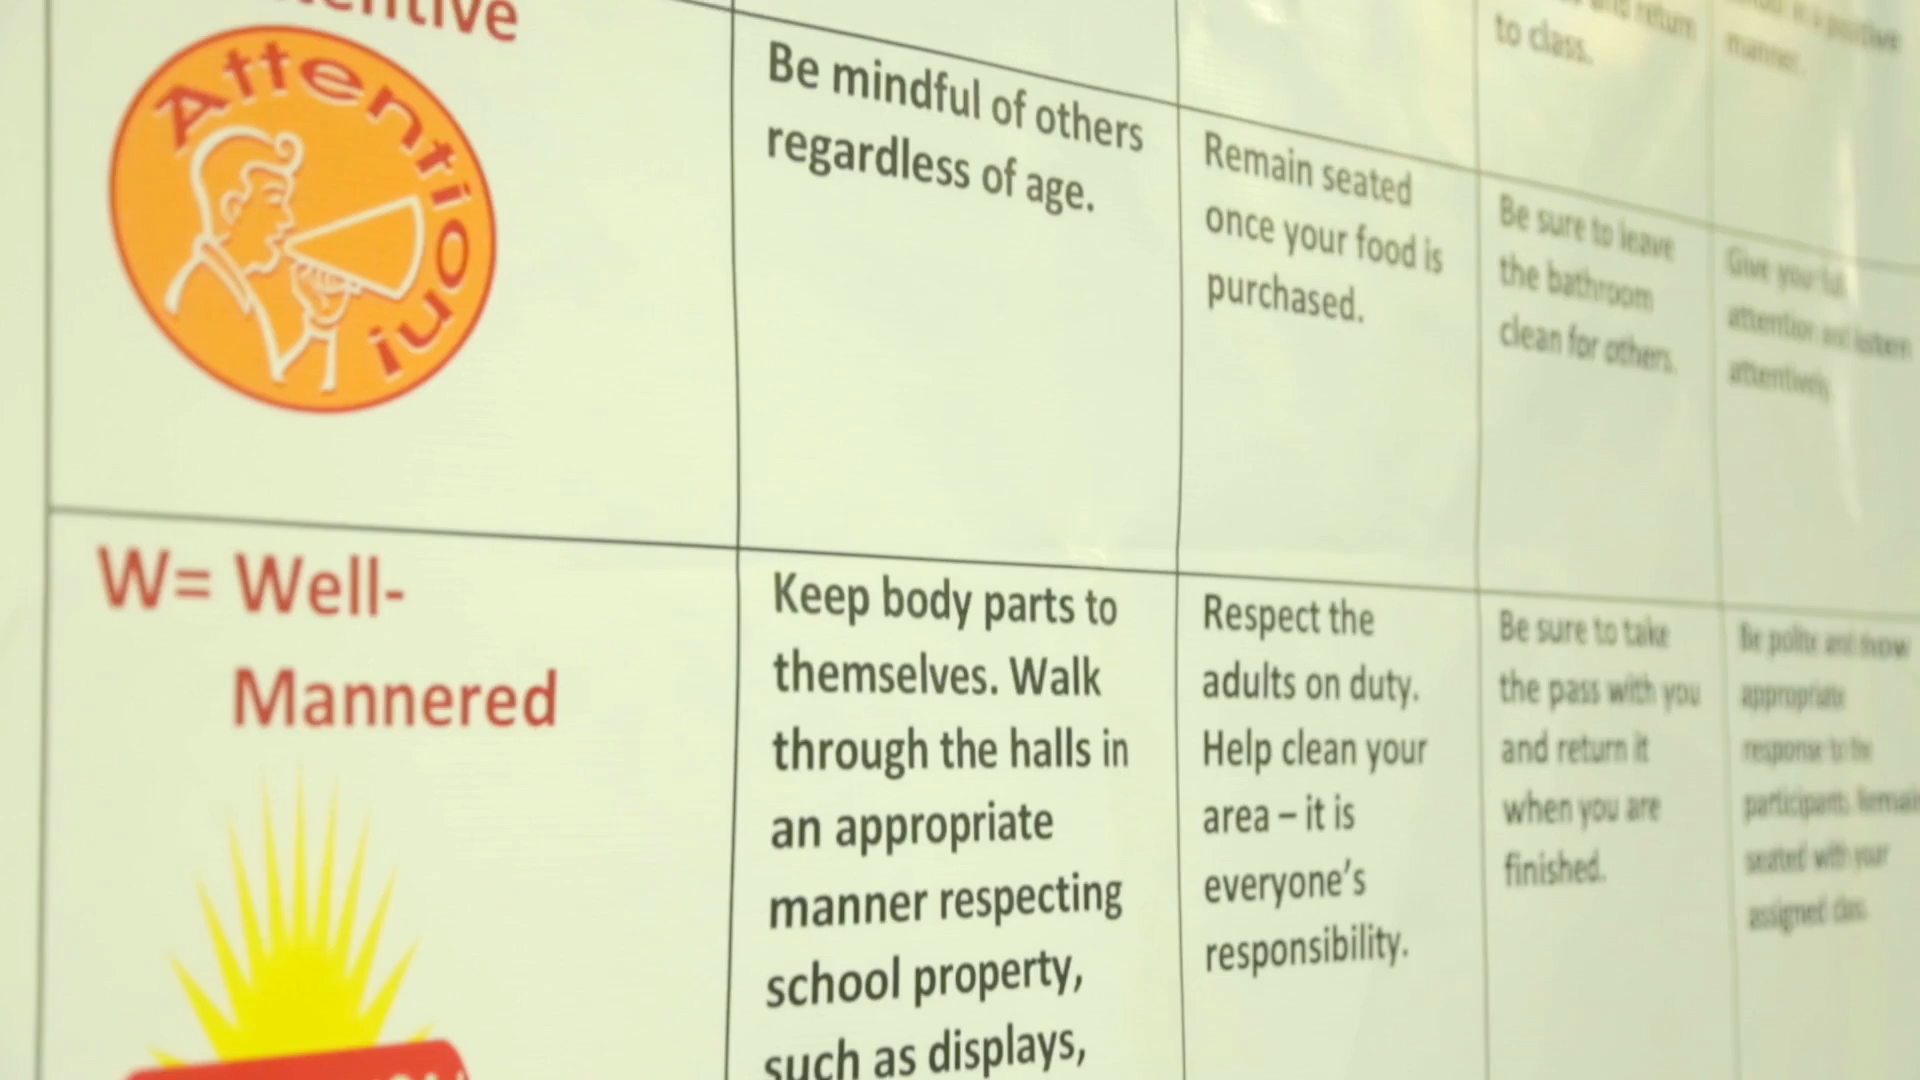 Attention
Be mindful of others
regardless of age.
Remain seated
once your food is
purchased.
to class.
manner.
Be sure to leave
the bathroom
clean for others.
Give your full
attention and listen
attentively
W= Well-
Mannered
Keep body parts to
themselves. Walk
through the halls in
an appropriate
manner respecting
school property,
such as displays,
Respect the
adults on duty.
Help clean your
area – it is
everyone's
responsibility.
Be sure to take
the pass with you
and return it
when you are
finished.
Be polite and show
appropriate
response to the
participants. Remain
seated with your
assigned class.